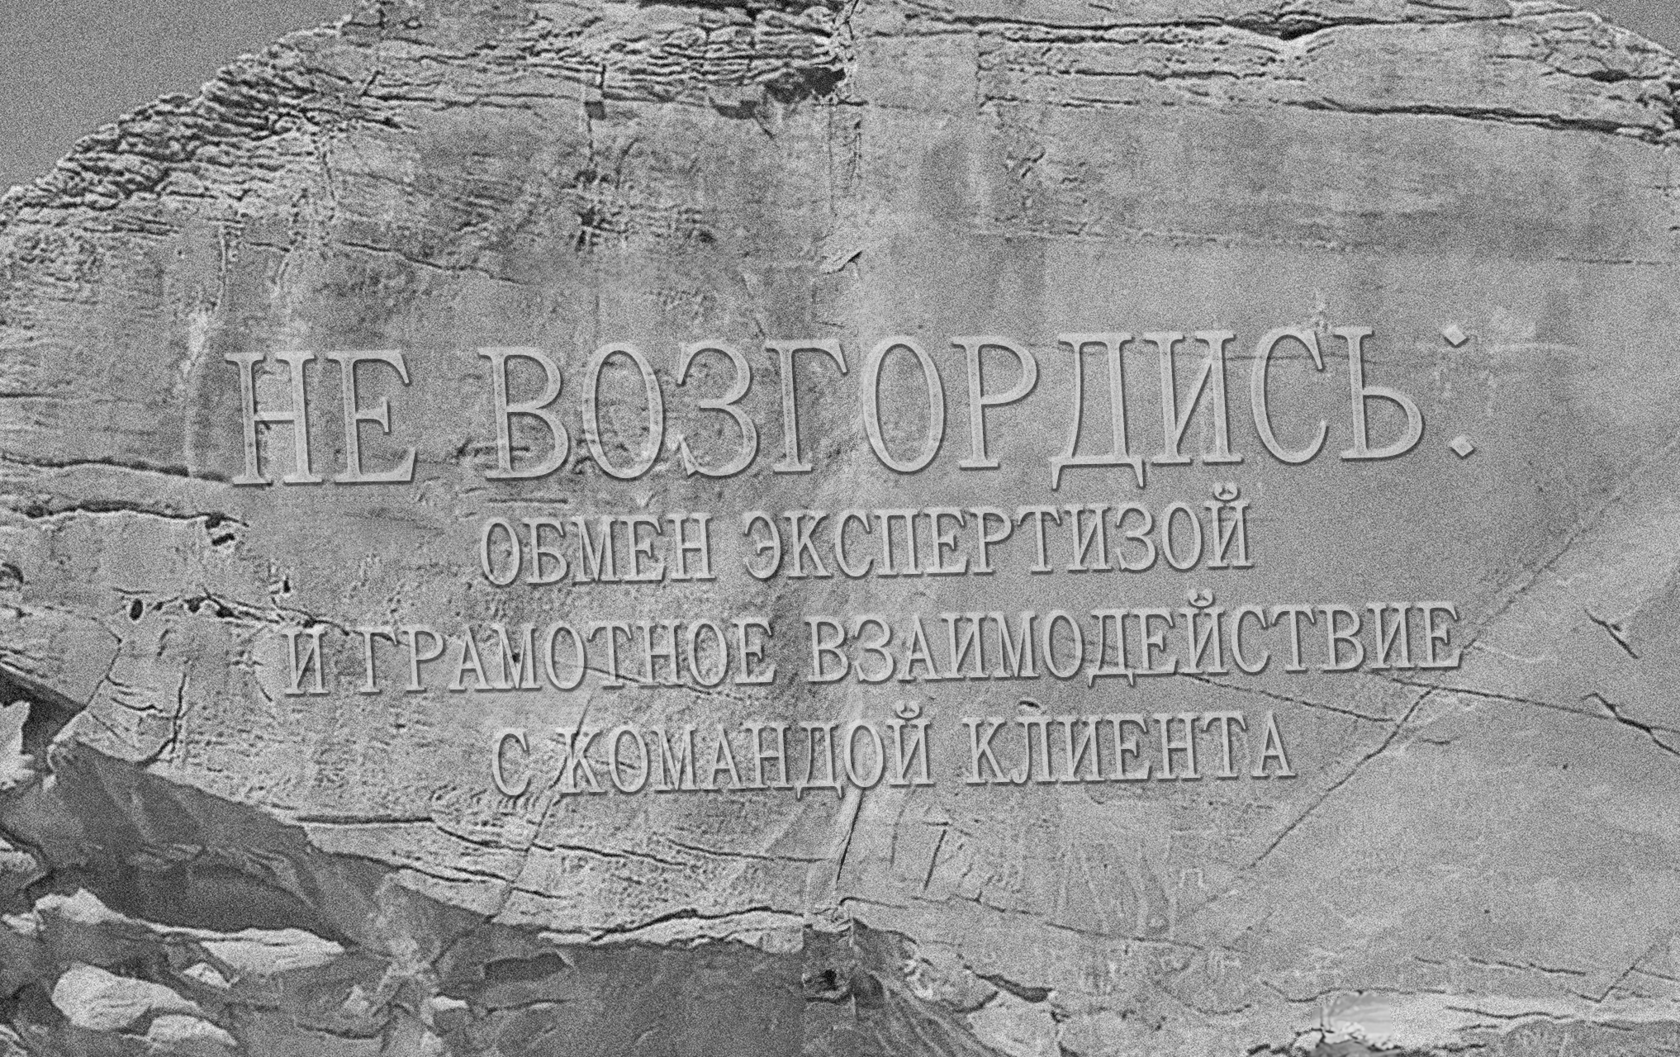 НЕ ВОЗГОРДИСЬ:
ОБМЕН ЭКСПЕРТИЗОЙ
И ГРАМОТНОЕ ВЗАИМОДЕЙСТВИЕ
С КОМАНДОЙ КЛИЕНТА